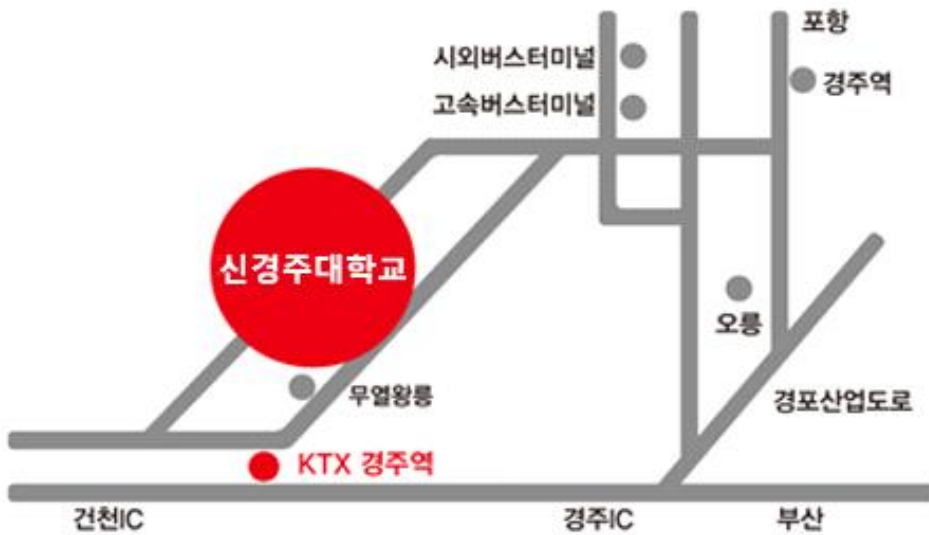 포항
시외버스터미널
경주역
고속버스터미널
신경주대학교
오릉
무열왕릉
경포산업도로
KTX 경주역
건천IC
경주IC
부산